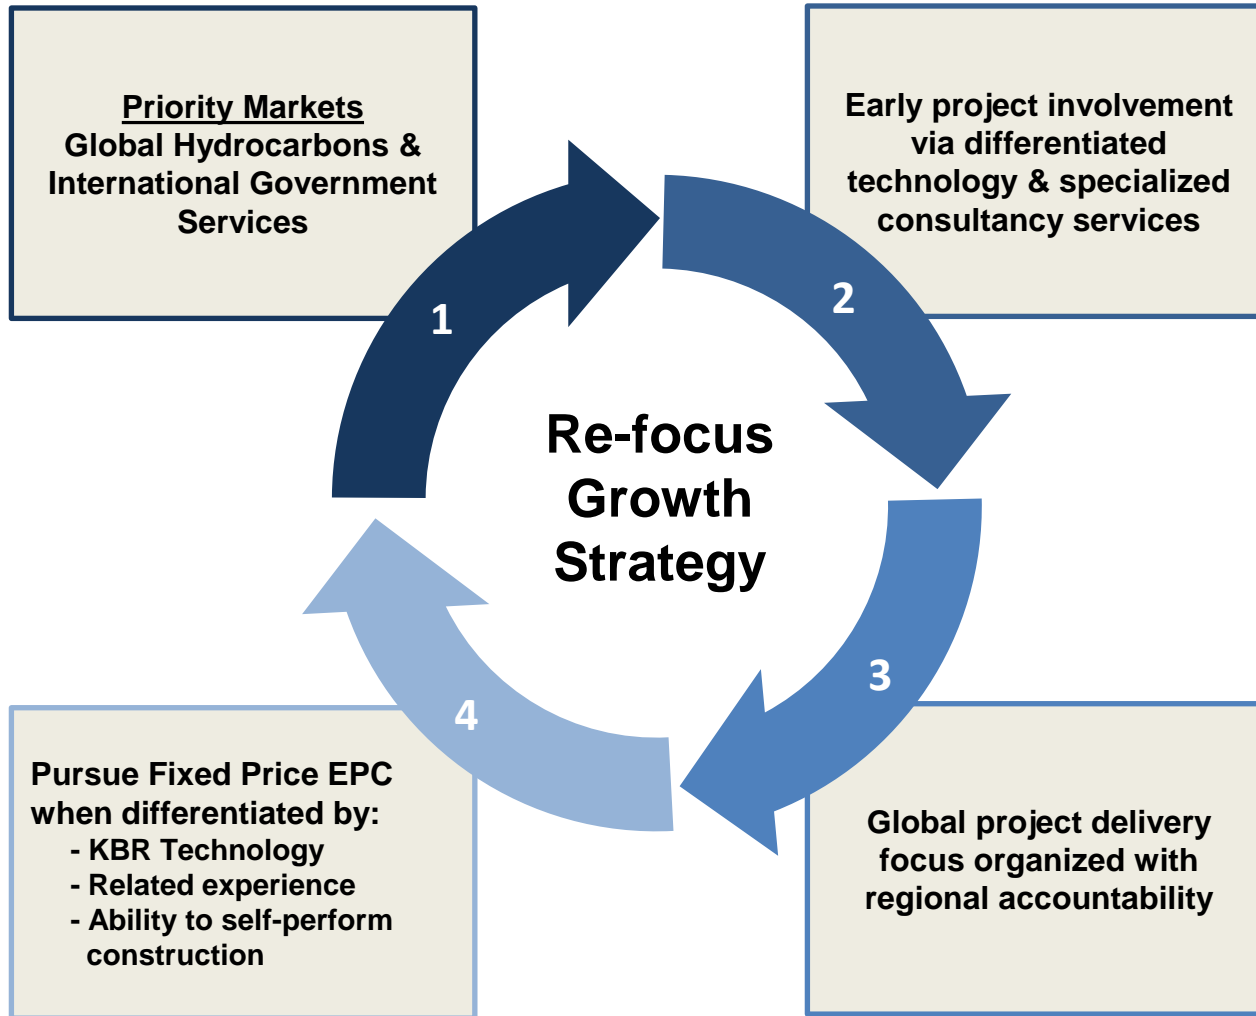 Priority Markets
Global Hydrocarbons &
International Government
Services
1
Early project involvement
via differentiated
technology & specialized
consultancy services
2
Re-focus
Growth
Strategy
Global project delivery
focus organized with
regional accountability
3
Pursue Fixed Price EPC
when differentiated by:
- KBR Technology
- Related experience
- Ability to self-perform
construction
4